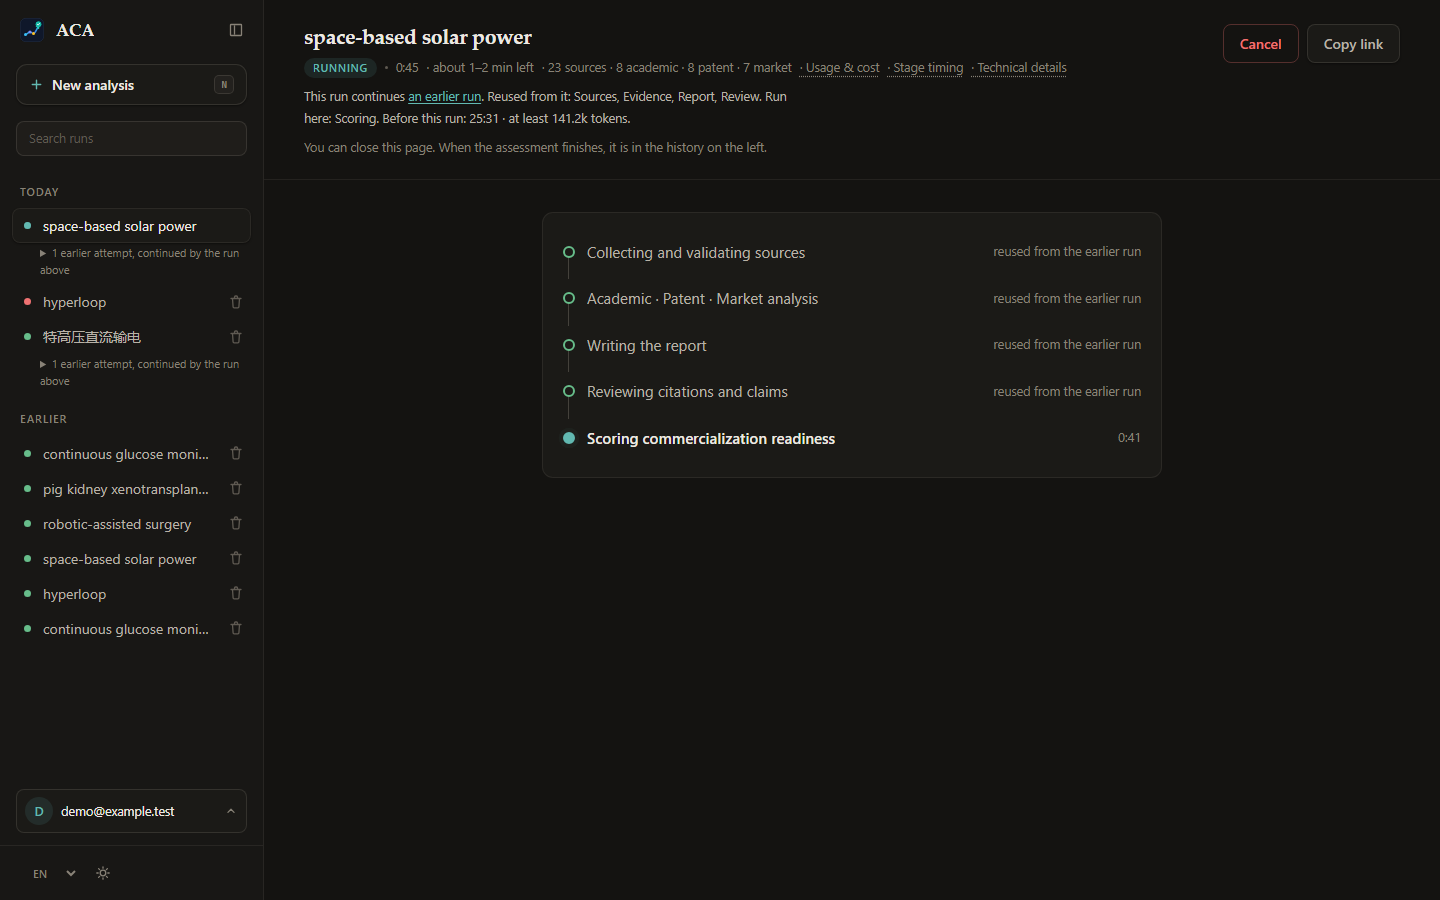 ACA
New analysis
N
Search runs
TODAY
space-based solar power
1 earlier attempt, continued by the run
above
hyperloop
特高压直流输电
1 earlier attempt, continued by the run
above
EARLIER
continuous glucose moni...
pig kidney xenotransplan...
robotic-assisted surgery
space-based solar power
hyperloop
continuous glucose moni...
D
demo@example.test
EN
space-based solar power
RUNNING • 0:45 · about 1–2 min left · 23 sources · 8 academic · 8 patent · 7 market · Usage & cost · Stage timing · Technical details
This run continues an earlier run. Reused from it: Sources, Evidence, Report, Review. Run
here: Scoring. Before this run: 25:31 · at least 141.2k tokens.
You can close this page. When the assessment finishes, it is in the history on the left.
Cancel
Copy link
Collecting and validating sources reused from the earlier run
Academic · Patent · Market analysis reused from the earlier run
Writing the report reused from the earlier run
Reviewing citations and claims reused from the earlier run
Scoring commercialization readiness 0:41